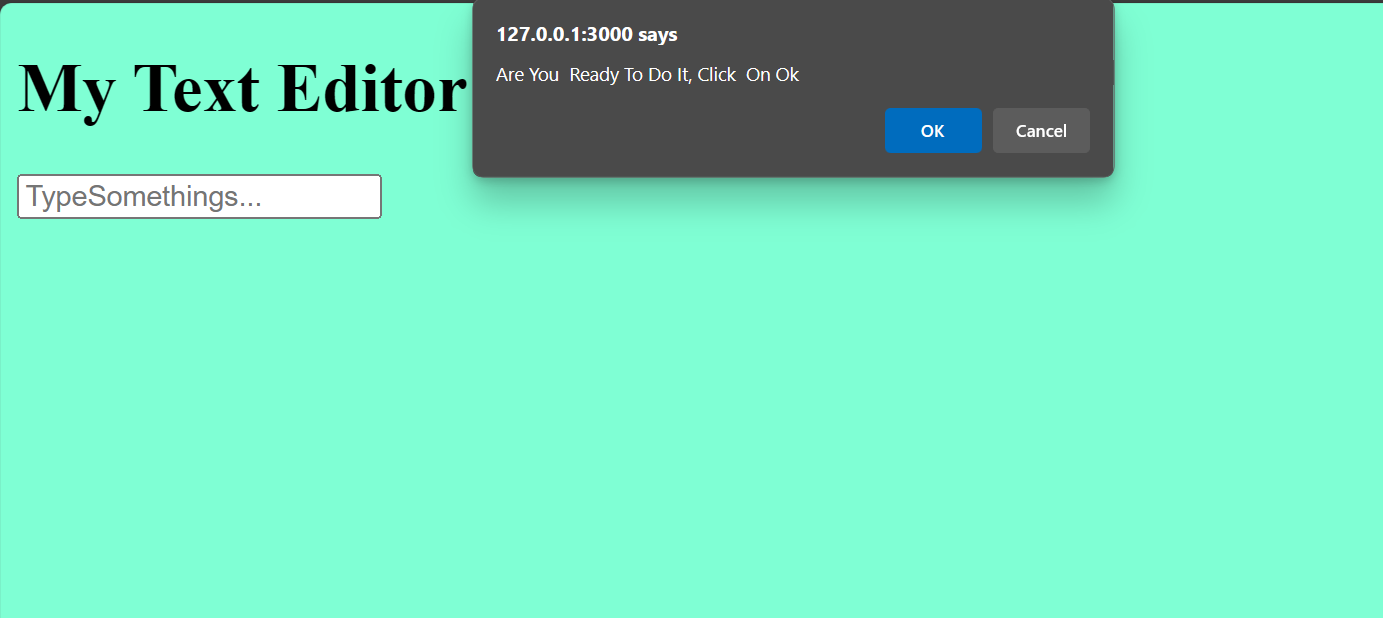 My Text Editor
127.0.0.1:3000 says
Are You  Ready To Do It, Click  On Ok
OK
Cancel
TypeSomethings...